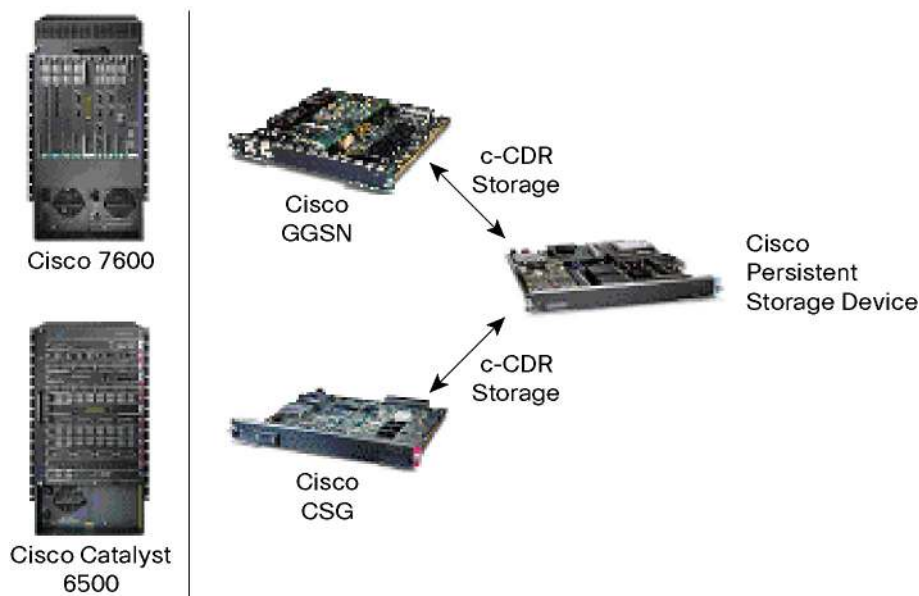 Cisco 7600
Cisco Catalyst
6500
Cisco
GGSN
c-CDR
Storage
Cisco
Persistent
Storage Device
c-CDR
Storage
Cisco
CSG